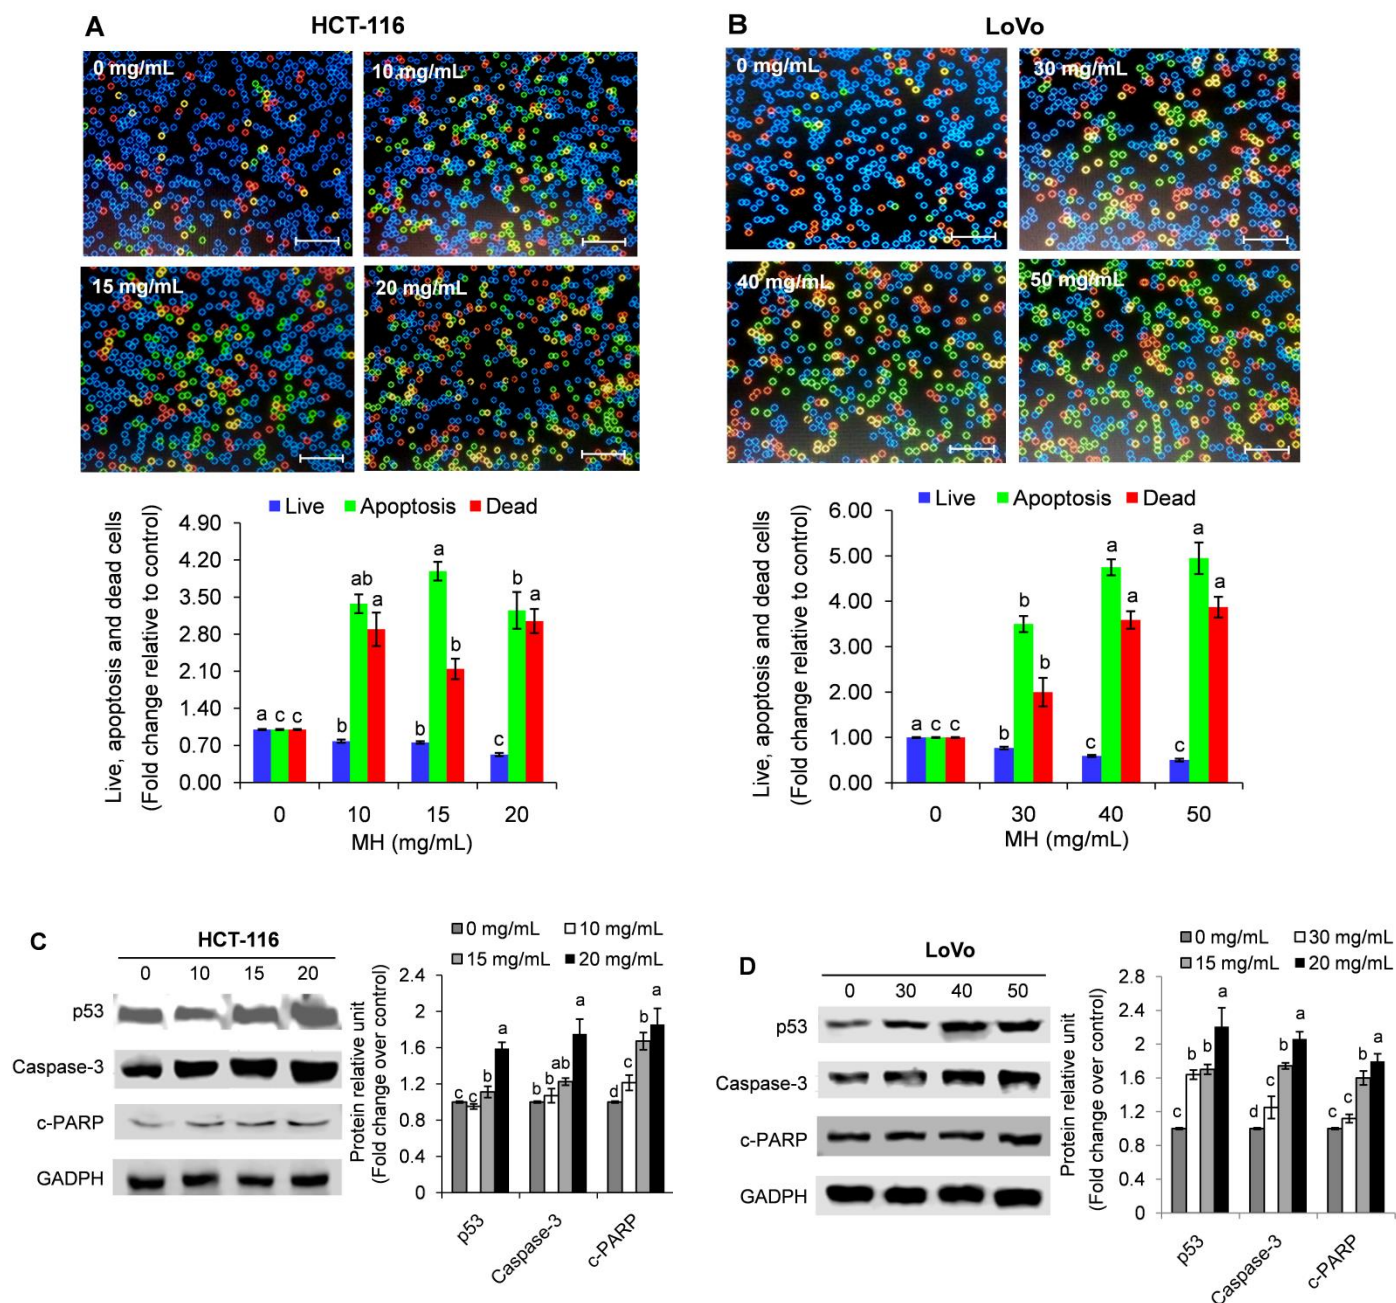 A HCT-116
0 mg/mL 10 mg/mL
15 mg/mL 20 mg/mL
Live Apoptosis Dead
Live, apoptosis and dead cells
(Fold change relative to control)
4.90
4.20
3.50
2.80
2.10
1.40
0.70
0.00
a c c b ab a b a b c b a
0 10 15 20
MH (mg/mL)
B LoVo
0 mg/mL 30 mg/mL
40 mg/mL 50 mg/mL
Live Apoptosis Dead
Live, apoptosis and dead cells
(Fold change relative to control)
6.00
5.00
4.00
3.00
2.00
1.00
0.00
a c c b b b c a a c a a
0 30 40 50
MH (mg/mL)
C HCT-116
0 10 15 20
p53
Caspase-3
c-PARP
GADPH
0 mg/mL 10 mg/mL
15 mg/mL 20 mg/mL
Protein relative unit
(Fold change over control)
2.4
2
1.6
1.2
0.8
0.4
0
c c b a b b ab a d c b a
p53 Caspase-3 c-PARP
D LoVo
0 30 40 50
p53
Caspase-3
c-PARP
GADPH
0 mg/mL 30 mg/mL
15 mg/mL 20 mg/mL
Protein relative unit
(Fold change over control)
2.8
2.4
2
1.6
1.2
0.8
0.4
0
c b b a d c b a c c b a
p53 Caspase-3 c-PARP